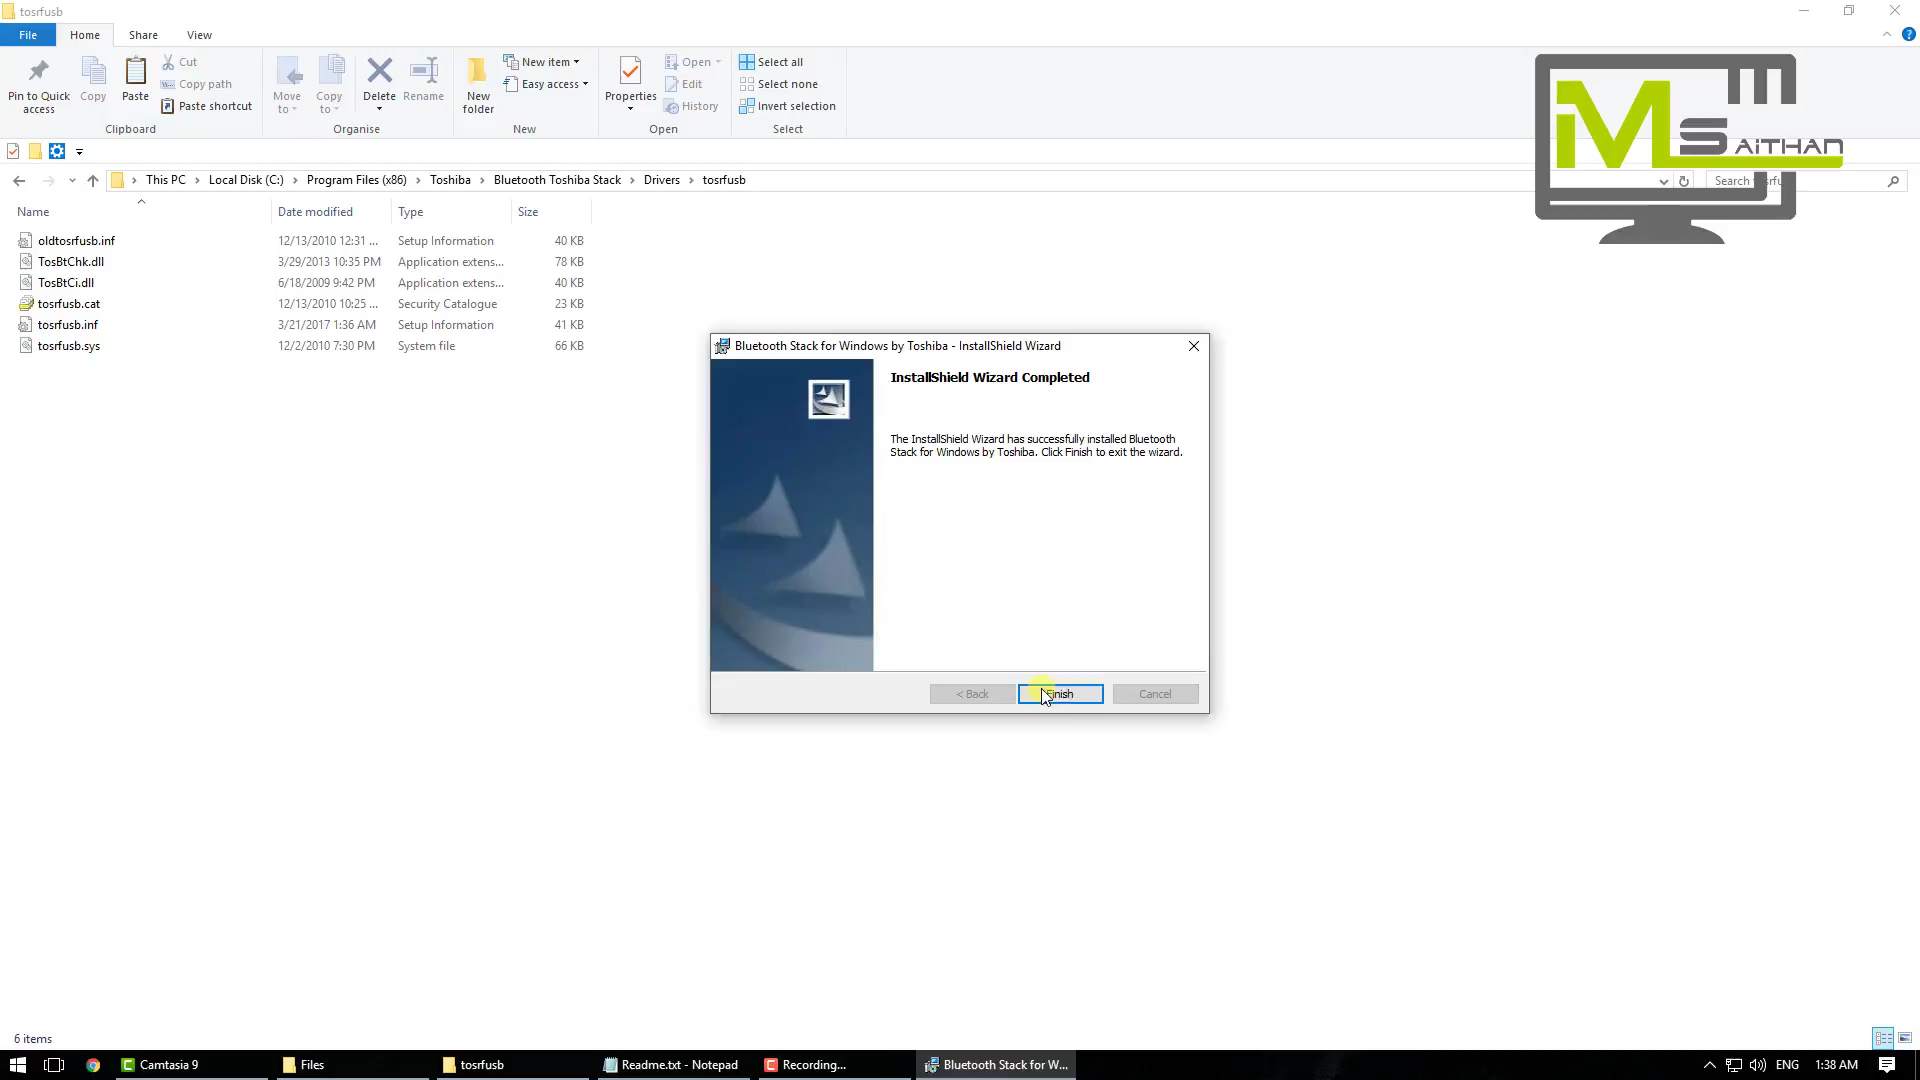 tosrfusb
File
Home
Share
View
Pin to Quick
access
Copy
Paste
Cut
Copy path
Paste shortcut
Clipboard
Move
to
Copy
to
Delete
Rename
Organise
New
folder
New item
Easy access
New
Properties
Open
Edit
History
Open
Select all
Select none
Invert selection
Select
MS AiTHAN
This PC
Local Disk (C:)
Program Files (x86)
Toshiba
Bluetooth Toshiba Stack
Drivers
tosrfusb
Name
Date modified
Type
Size
oldtosrfusb.inf 12/13/2010 12:31 ... Setup Information 40 KB
TosBtChk.dll 3/29/2013 10:35 PM Application extens... 78 KB
TosBtCi.dll 6/18/2009 9:42 PM Application extens... 40 KB
tosrfusb.cat 12/13/2010 10:25 ... Security Catalogue 23 KB
tosrfusb.inf 3/21/2017 1:36 AM Setup Information 41 KB
tosrfusb.sys 12/2/2010 7:30 PM System file 66 KB
Bluetooth Stack for Windows by Toshiba - InstallShield Wizard
InstallShield Wizard Completed
The InstallShield Wizard has successfully installed Bluetooth
Stack for Windows by Toshiba. Click Finish to exit the wizard.
< Back
Finish
Cancel
6 items
Camtasia 9
Files
tosrfusb
Readme.txt - Notepad
Recording...
Bluetooth Stack for W...
ENG
1:38 AM